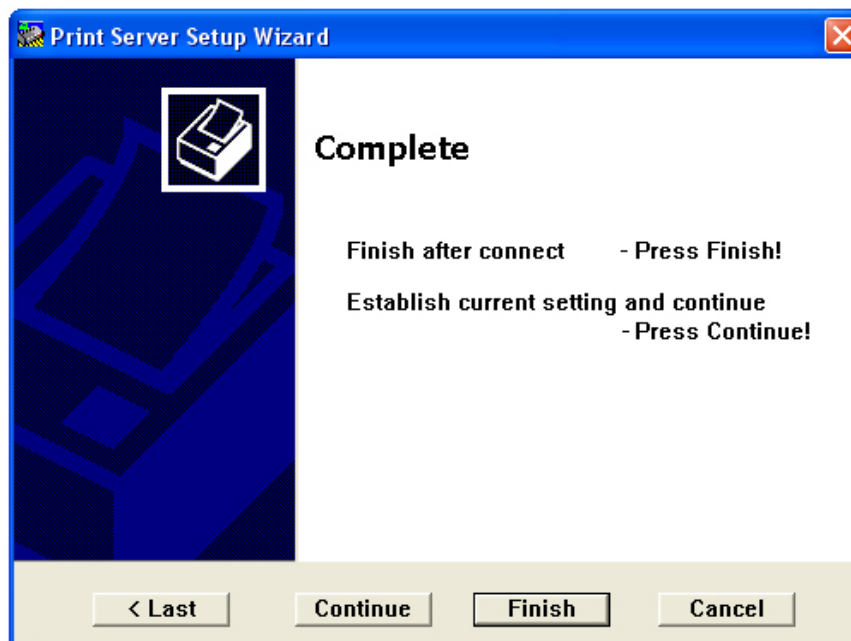 Print Server Setup Wizard
Complete
Finish after connect - Press Finish!
Establish current setting and continue
- Press Continue!
< Last Continue Finish Cancel